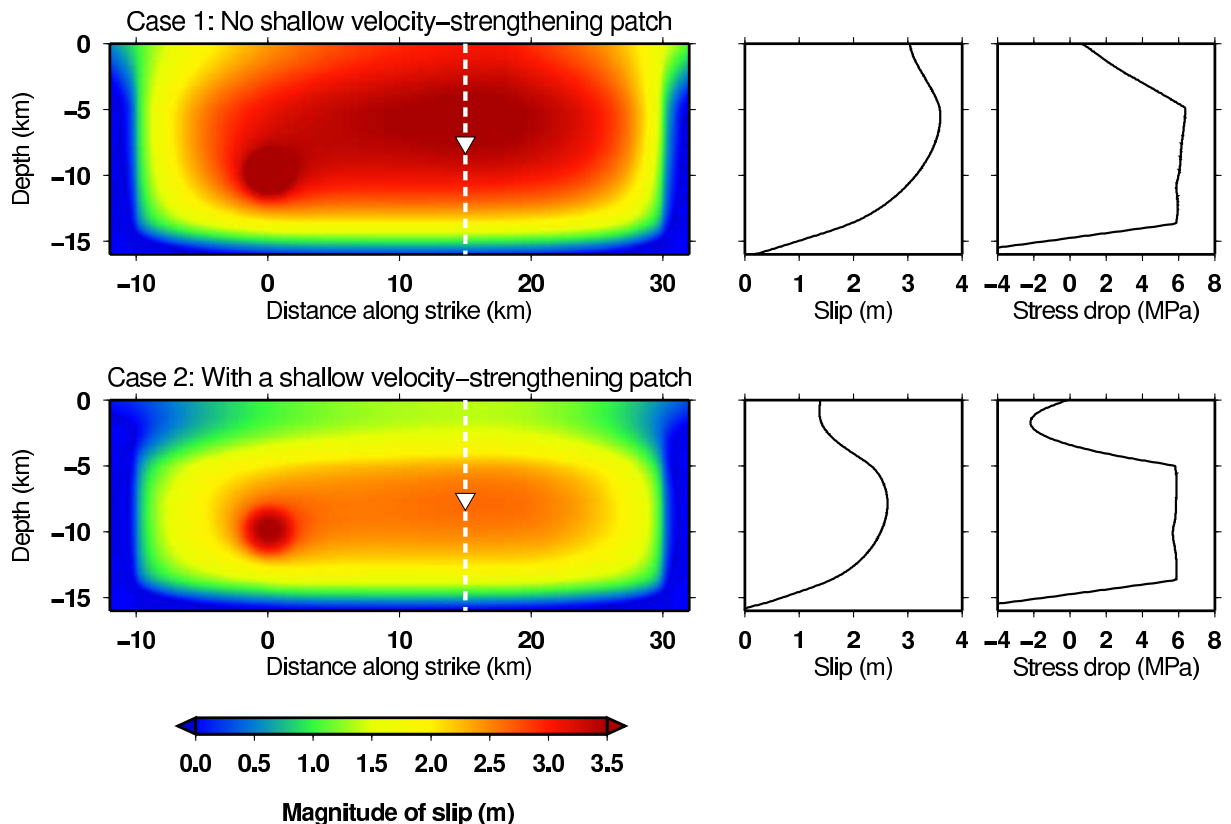 Case 1: No shallow velocity−strengthening patch
0
−5
−10
−15
Depth (km)
−10 0 10 20 30
Distance along strike (km)
0 1 2 3 4
Slip (m)
−4 −2 0 2 4 6 8
Stress drop (MPa)
Case 2: With a shallow velocity−strengthening patch
0
−5
−10
−15
Depth (km)
−10 0 10 20 30
Distance along strike (km)
0 1 2 3 4
Slip (m)
−4 −2 0 2 4 6 8
Stress drop (MPa)
0.0 0.5 1.0 1.5 2.0 2.5 3.0 3.5
Magnitude of slip (m)